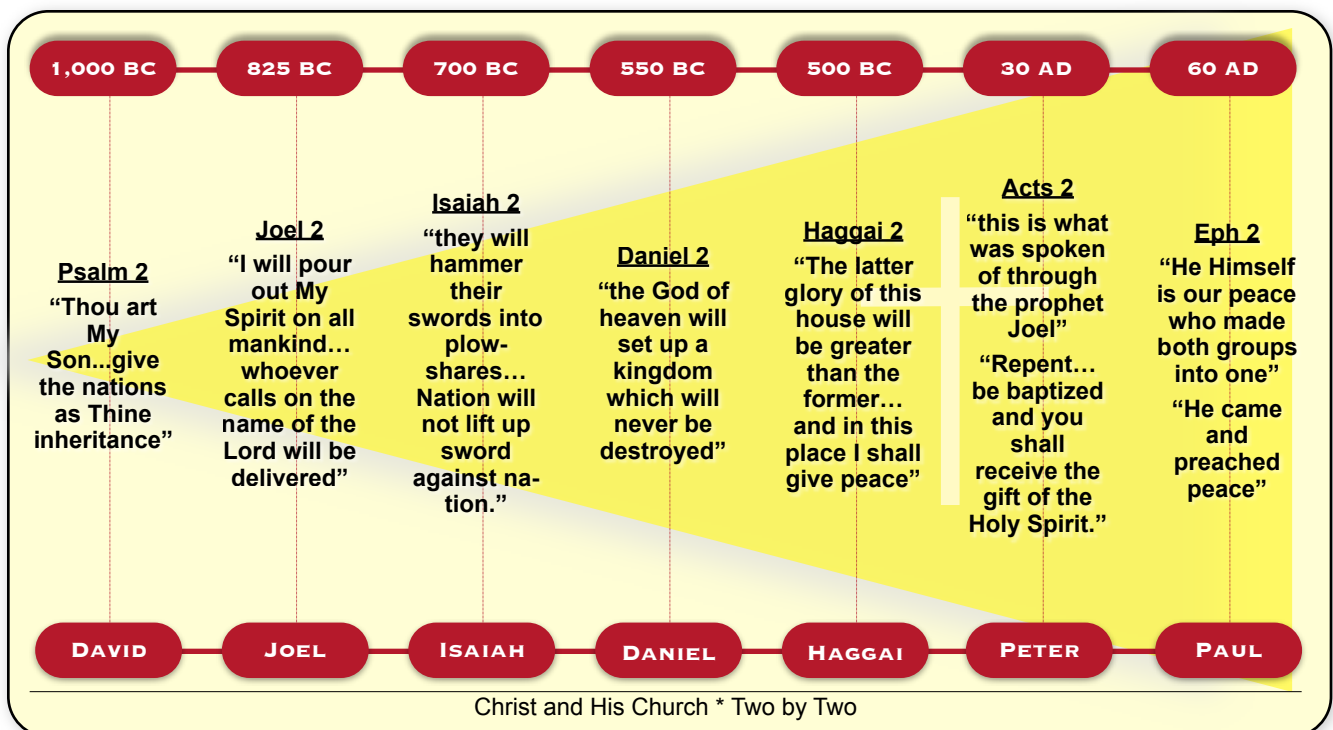 1,000 BC
825 BC
700 BC
550 BC
500 BC
30 AD
60 AD
Psalm 2
“Thou art
My
Son...give
the nations
as Thine
inheritance”
Joel 2
“I will pour
out My
Spirit on all
mankind…
whoever
calls on the
name of the
Lord will be
delivered”
Isaiah 2
“they will
hammer
their
swords into
plow-
shares…
Nation will
not lift up
sword
against na-
tion.”
Daniel 2
“the God of
heaven will
set up a
kingdom
which will
never be
destroyed”
Haggai 2
“The latter
glory of this
house will
be greater
than the
former…
and in this
place I shall
give peace”
Acts 2
“this is what
was spoken
of through
the prophet
Joel”
“Repent…
be baptized
and you
shall
receive the
gift of the
Holy Spirit.”
Eph 2
“He Himself
is our peace
who made
both groups
into one”
“He came
and
preached
peace”
David
Joel
Isaiah
Daniel
Haggai
Peter
Paul
Christ and His Church * Two by Two